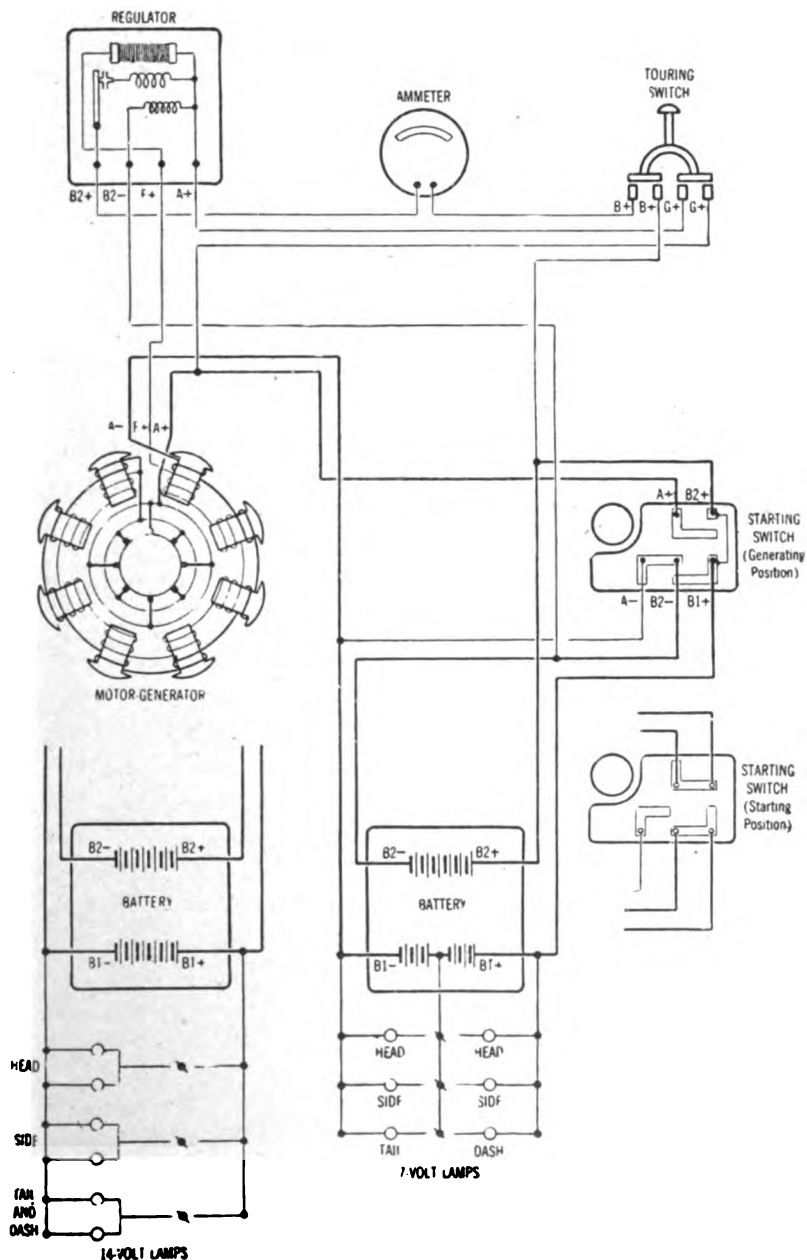 REGULATOR
AMMETER
TOURING
SWITCH
B2+ B2- F+ A+
B+ B+ G+ G+
A- F+ A+
A+ B2+
STARTING
SWITCH
(Generating
Position)
A- B2- B1+
MOTOR-GENERATOR
STARTING
SWITCH
(Starting
Position)
B2- B2+
BATTERY
B1- B1+
B2- B2+
BATTERY
B1- B1+
HEAD
SIDE
TAIL
AND
DASH
14-VOLT LAMPS
HEAD HEAD
SIDE SIDE
TAIL DASH
7-VOLT LAMPS